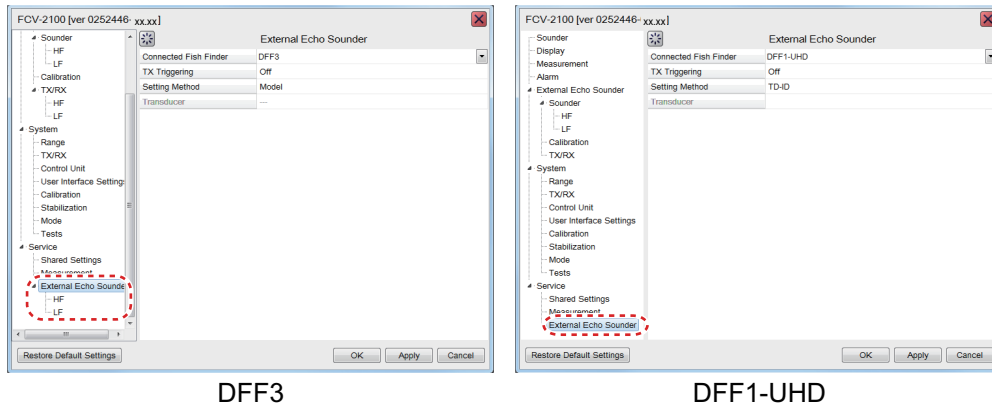 FCV-2100 [ver 0252446- xx.xx]
Sounder
HF
LF
Calibration
TX/RX
HF
LF
System
Range
TX/RX
Control Unit
User Interface Setting
Calibration
Stabilization
Mode
Tests
Service
Shared Settings
Measurement
External Echo Sounde
HF
LF
External Echo Sounder
Connected Fish Finder DFF3
TX Triggering Off
Setting Method Model
Transducer ---
Restore Default Settings OK Apply Cancel
DFF3
FCV-2100 [ver 0252446- xx.xx]
Sounder
Display
Measurement
Alarm
External Echo Sounder
Sounder
HF
LF
Calibration
TX/RX
System
Range
TX/RX
Control Unit
User Interface Settings
Calibration
Stabilization
Mode
Tests
Service
Shared Settings
Measurement
External Echo Sounder
External Echo Sounder
Connected Fish Finder DFF1-UHD
TX Triggering Off
Setting Method TD-ID
Transducer
Restore Default Settings OK Apply Cancel
DFF1-UHD